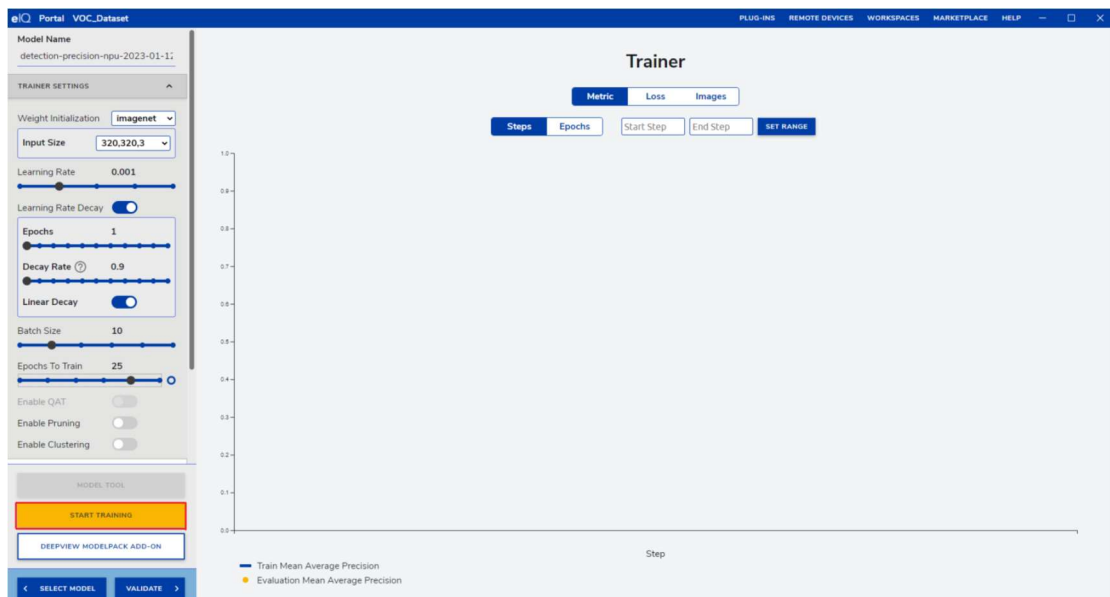 eIQ Portal VOC_Dataset PLUG-INS REMOTE DEVICES WORKSPACES MARKETPLACE HELP
Model Name
detection-precision-npu-2023-01-12
TRAINER SETTINGS
Weight Initialization imagenet
Input Size 320,320,3
Learning Rate 0.001
Learning Rate Decay
Epochs 1
Decay Rate ? 0.9
Linear Decay
Batch Size 10
Epochs To Train 25
Enable QAT
Enable Pruning
Enable Clustering
MODEL TOOL
START TRAINING
DEEPVIEW MODELPACK ADD-ON
SELECT MODEL VALIDATE
Trainer
Metric Loss Images
Steps Epochs Start Step End Step SET RANGE
1.0
0.9
0.8
0.7
0.6
0.5
0.4
0.3
0.2
0.1
0.0
Step
Train Mean Average Precision
Evaluation Mean Average Precision